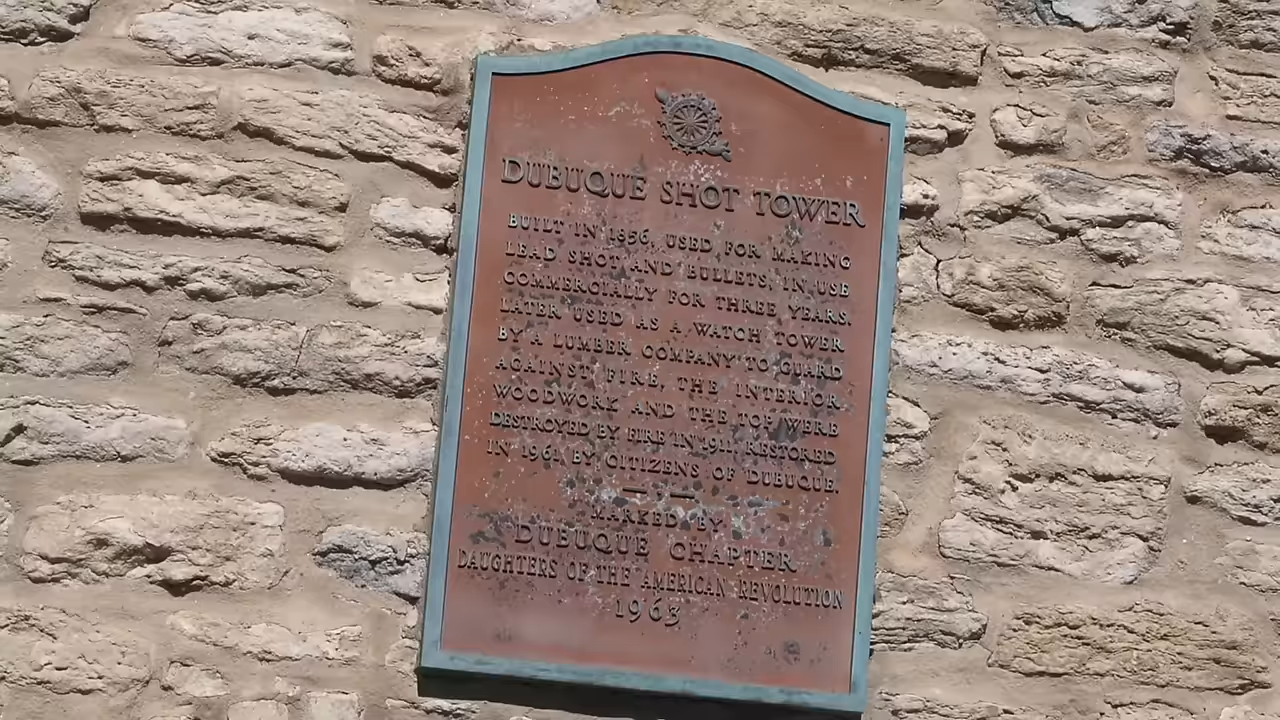 DUBUQUE SHOT TOWER
BUILT IN 1856, USED FOR MAKING
LEAD SHOT AND BULLETS, IN USE
COMMERCIALLY FOR THREE YEARS.
LATER USED AS A WATCH TOWER
BY A LUMBER COMPANY TO GUARD
AGAINST FIRE, THE INTERIOR
WOODWORK AND THE TOP WERE
DESTROYED BY FIRE IN 1911. RESTORED
IN 1961 BY CITIZENS OF DUBUQUE.
MARKED BY
DUBUQUE CHAPTER
DAUGHTERS OF THE AMERICAN REVOLUTION
1963